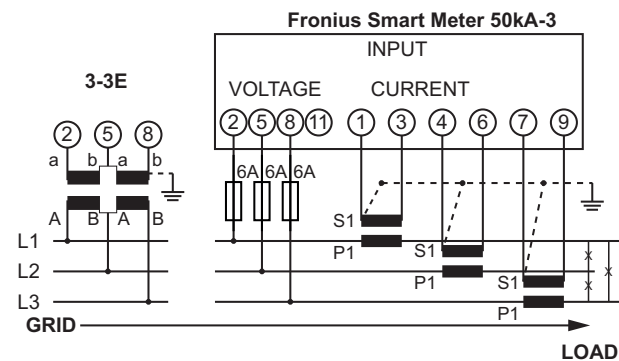 Fronius Smart Meter 50kA-3
INPUT
3-3E
VOLTAGE CURRENT
2 5 8 2 5 8 11 1 3 4 6 7 9
a b a b
6A 6A 6A
A B A B
S1
L1
P1 S1 x
L2 x
P1 S1 x
L3
P1
GRID
LOAD